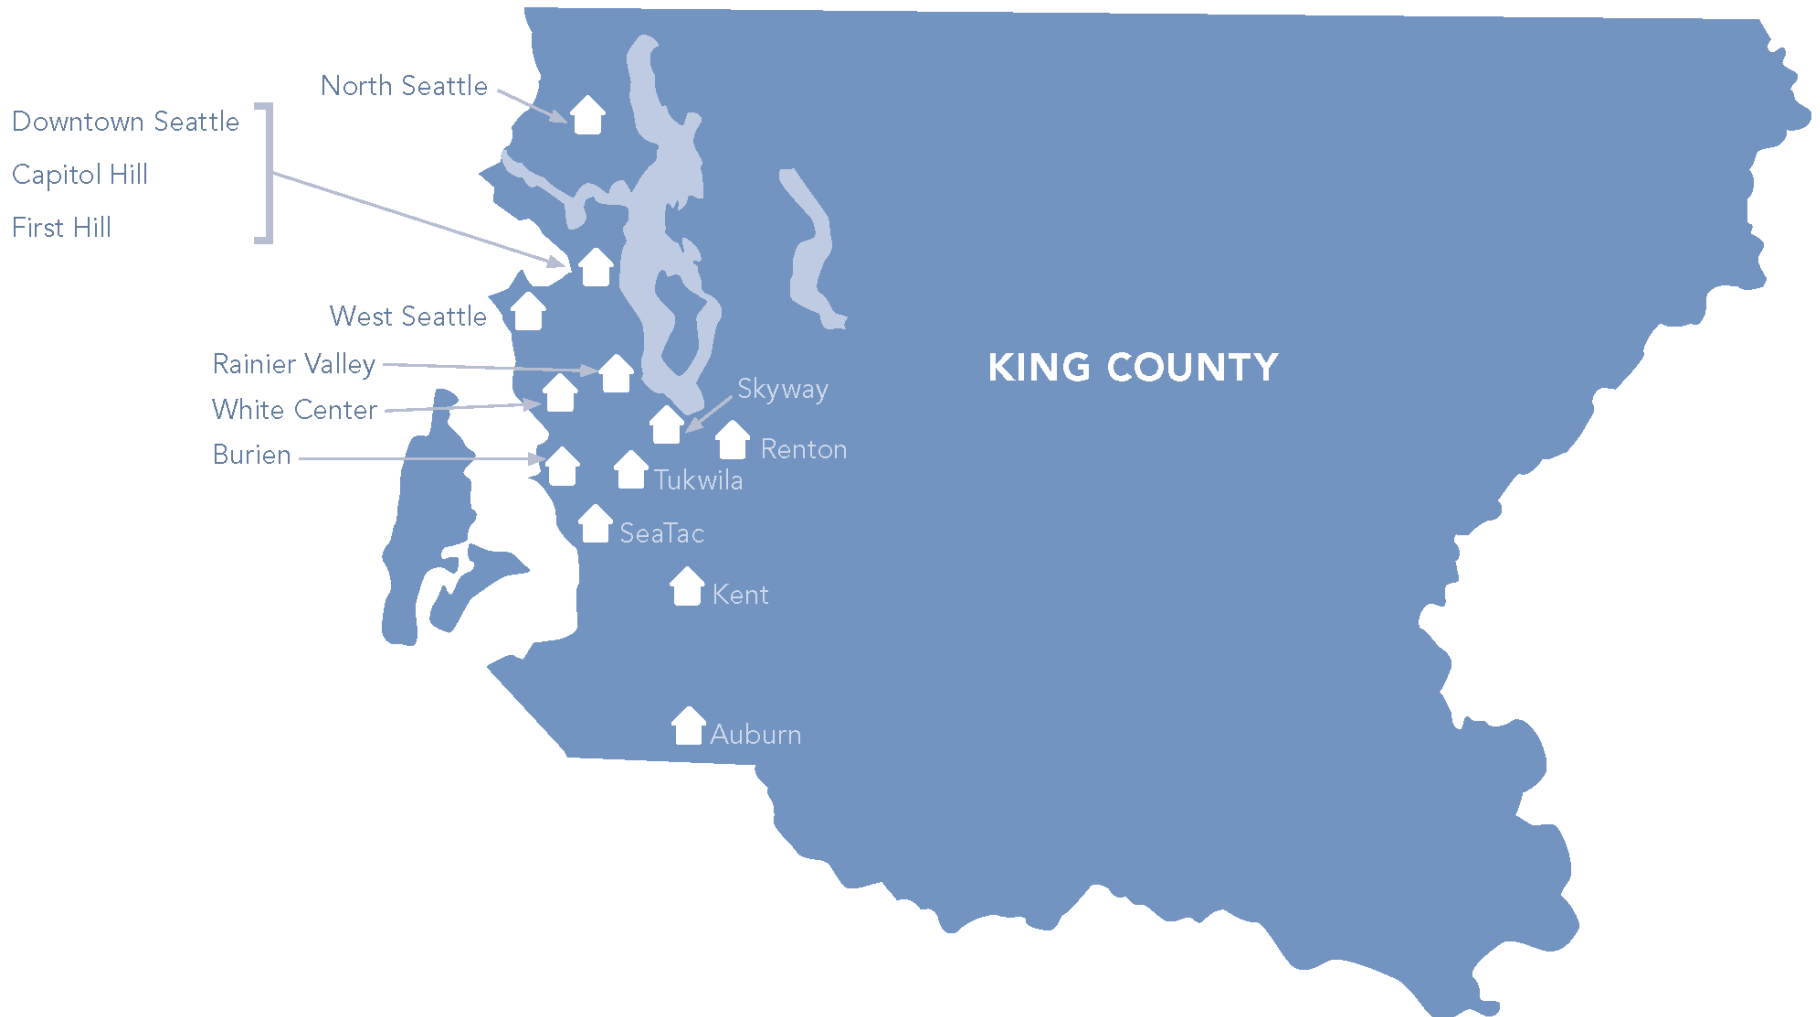 North Seattle
Downtown Seattle
Capitol Hill
First Hill
West Seattle
Rainier Valley
White Center
Burien
KING COUNTY
Skyway
Renton
Tukwila
SeaTac
Kent
Auburn